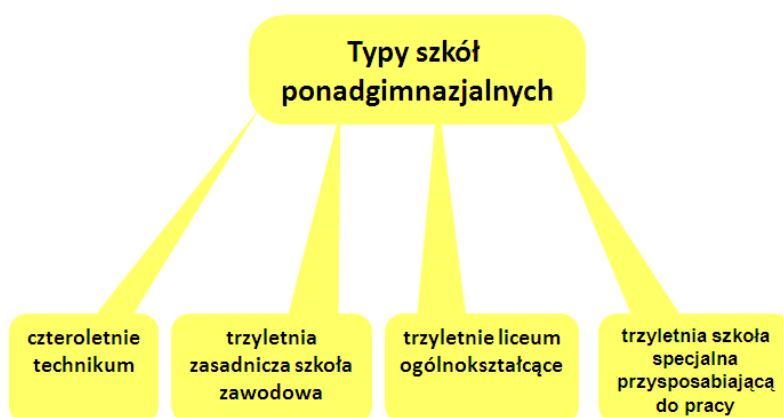 Typy szkół
ponadgimnazjalnych
czteroletnie
technikum
trzyletnia
zasadnicza szkoła
zawodowa
trzyletnie liceum
ogólnokształcące
trzyletnia szkoła
specjalna
przysposabiającą
do pracy